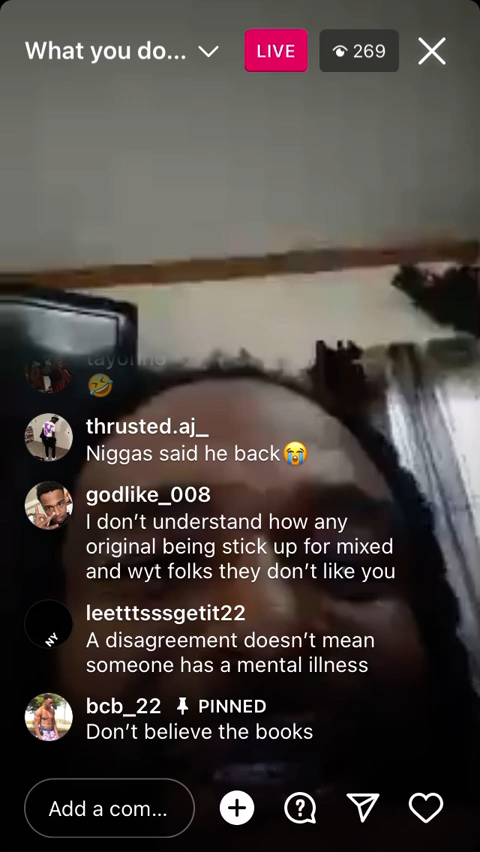 What you do...
LIVE
269
tayonno
🤣
thrusted.aj_
Niggas said he back😭
godlike_008
I don't understand how any
original being stick up for mixed
and wyt folks they don't like you
NY
leetttsssgetit22
A disagreement doesn't mean
someone has a mental illness
bcb_22 PINNED
Don't believe the books
Add a com...